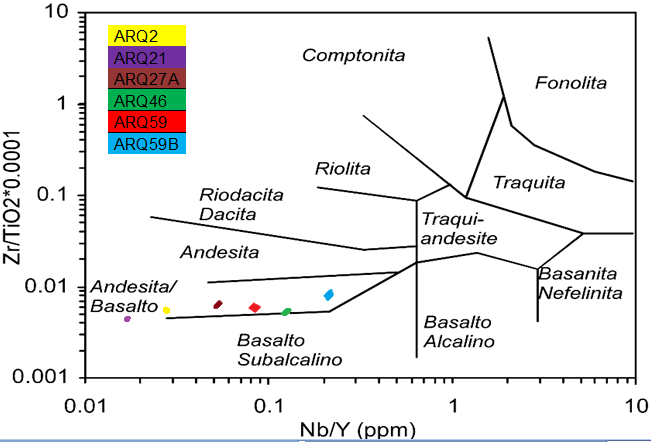 10
1
0.1
0.01
0.001
Zr/TiO2*0.0001
ARQ2
ARQ21
ARQ27A
ARQ46
ARQ59
ARQ59B
Comptonita
Fonolita
Riolita
Traquita
Riodacita
Dacita
Traqui-
andesite
Andesita
Andesita/
Basalto
Basanita
Nefelinita
Basalto
Subalcalino
Basalto
Alcalino
0.01
0.1
1
10
Nb/Y (ppm)